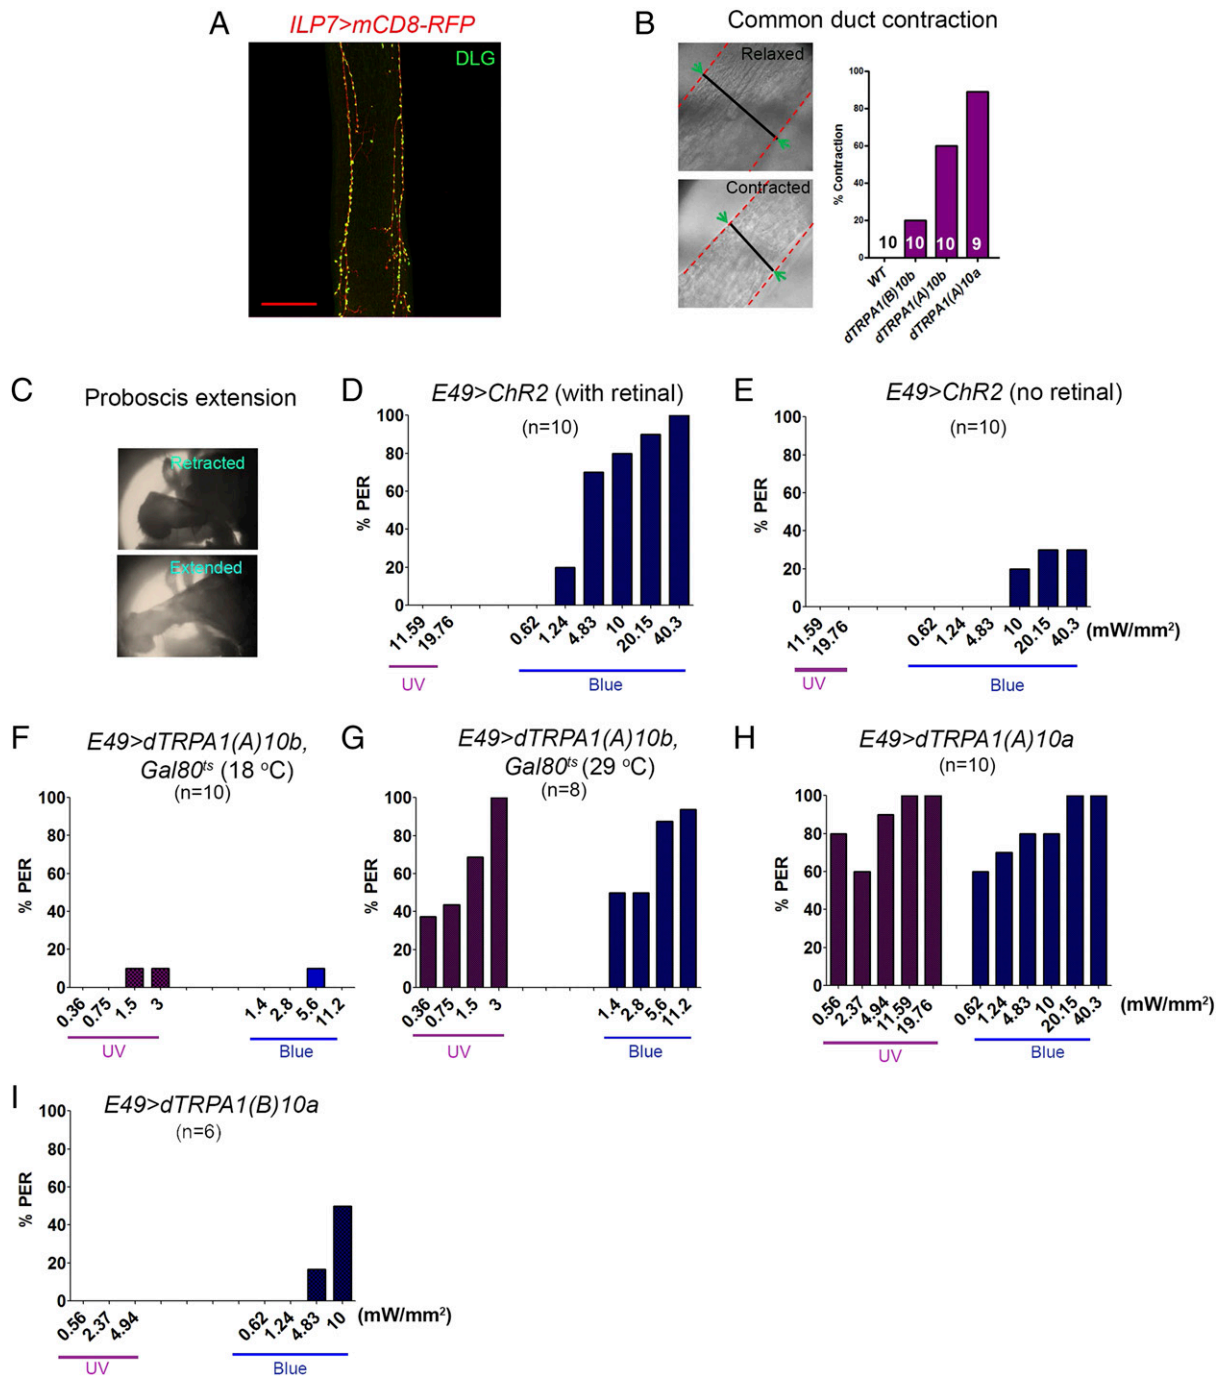 A
ILP7>mCD8-RFP
DLG
B
Common duct contraction
Relaxed
Contracted
100
80
60
40
20
0
% Contraction
10
10
10
9
WT
dTRPA1(B)10b
dTRPA1(A)10b
dTRPA1(A)10a
C
Proboscis extension
Retracted
Extended
D
E49>ChR2 (with retinal)
(n=10)
100
80
60
40
20
0
% PER
11.59
19.76
0.62
1.24
4.83
10
20.15
40.3
UV
Blue
E
E49>ChR2 (no retinal)
(n=10)
100
80
60
40
20
0
% PER
11.59
19.76
0.62
1.24
4.83
10
20.15
40.3
(mW/mm²)
UV
Blue
F
E49>dTRPA1(A)10b,
Gal80ᵗˢ (18 °C)
(n=10)
100
80
60
40
20
0
% PER
0.36
0.75
1.5
3
1.4
2.8
5.6
11.2
UV
Blue
G
E49>dTRPA1(A)10b,
Gal80ᵗˢ (29 °C)
(n=8)
100
80
60
40
20
0
% PER
0.36
0.75
1.5
3
1.4
2.8
5.6
11.2
UV
Blue
H
E49>dTRPA1(A)10a
(n=10)
100
80
60
40
20
0
% PER
0.56
2.37
4.94
11.59
19.76
0.62
1.24
4.83
10
20.15
40.3
(mW/mm²)
UV
Blue
I
E49>dTRPA1(B)10a
(n=6)
100
80
60
40
20
0
% PER
0.56
2.37
4.94
0.62
1.24
4.83
10
(mW/mm²)
UV
Blue